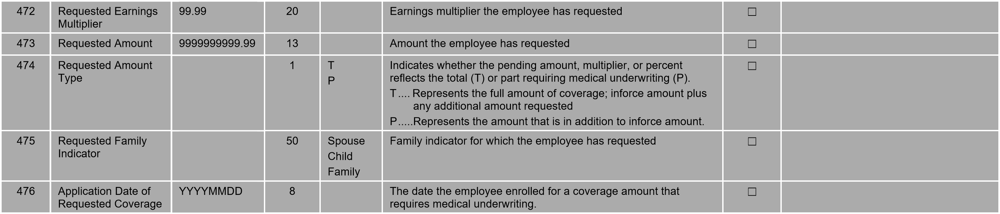 472 Requested Earnings 99.99 20 Earnings multiplier the employee has requested ☐
Multiplier
473 Requested Amount 9999999999.99 13 Amount the employee has requested ☐
474 Requested Amount 1 T Indicates whether the pending amount, multiplier, or percent ☐
Type P reflects the total (T) or part requiring medical underwriting (P).
T.... Represents the full amount of coverage; inforce amount plus
any additional amount requested
P.....Represents the amount that is in addition to inforce amount.
475 Requested Family 50 Spouse Family indicator for which the employee has requested ☐
Indicator Child
Family
476 Application Date of YYYYMMDD 8 The date the employee enrolled for a coverage amount that ☐
Requested Coverage requires medical underwriting.